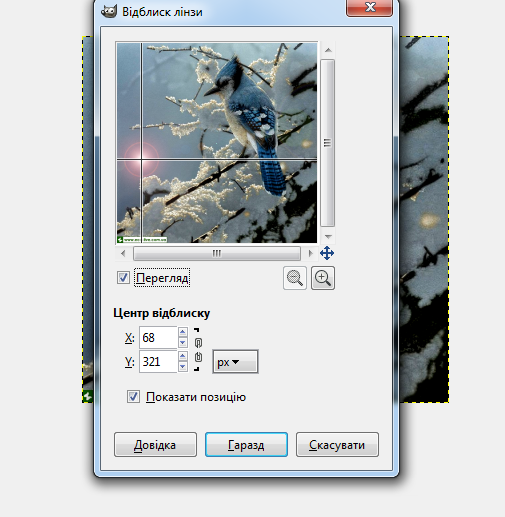 Відблиск лінзи
Перегляд
Центр відблиску
X: 68
Y: 321
px
Показати позицію
Довідка
Гаразд
Скасувати